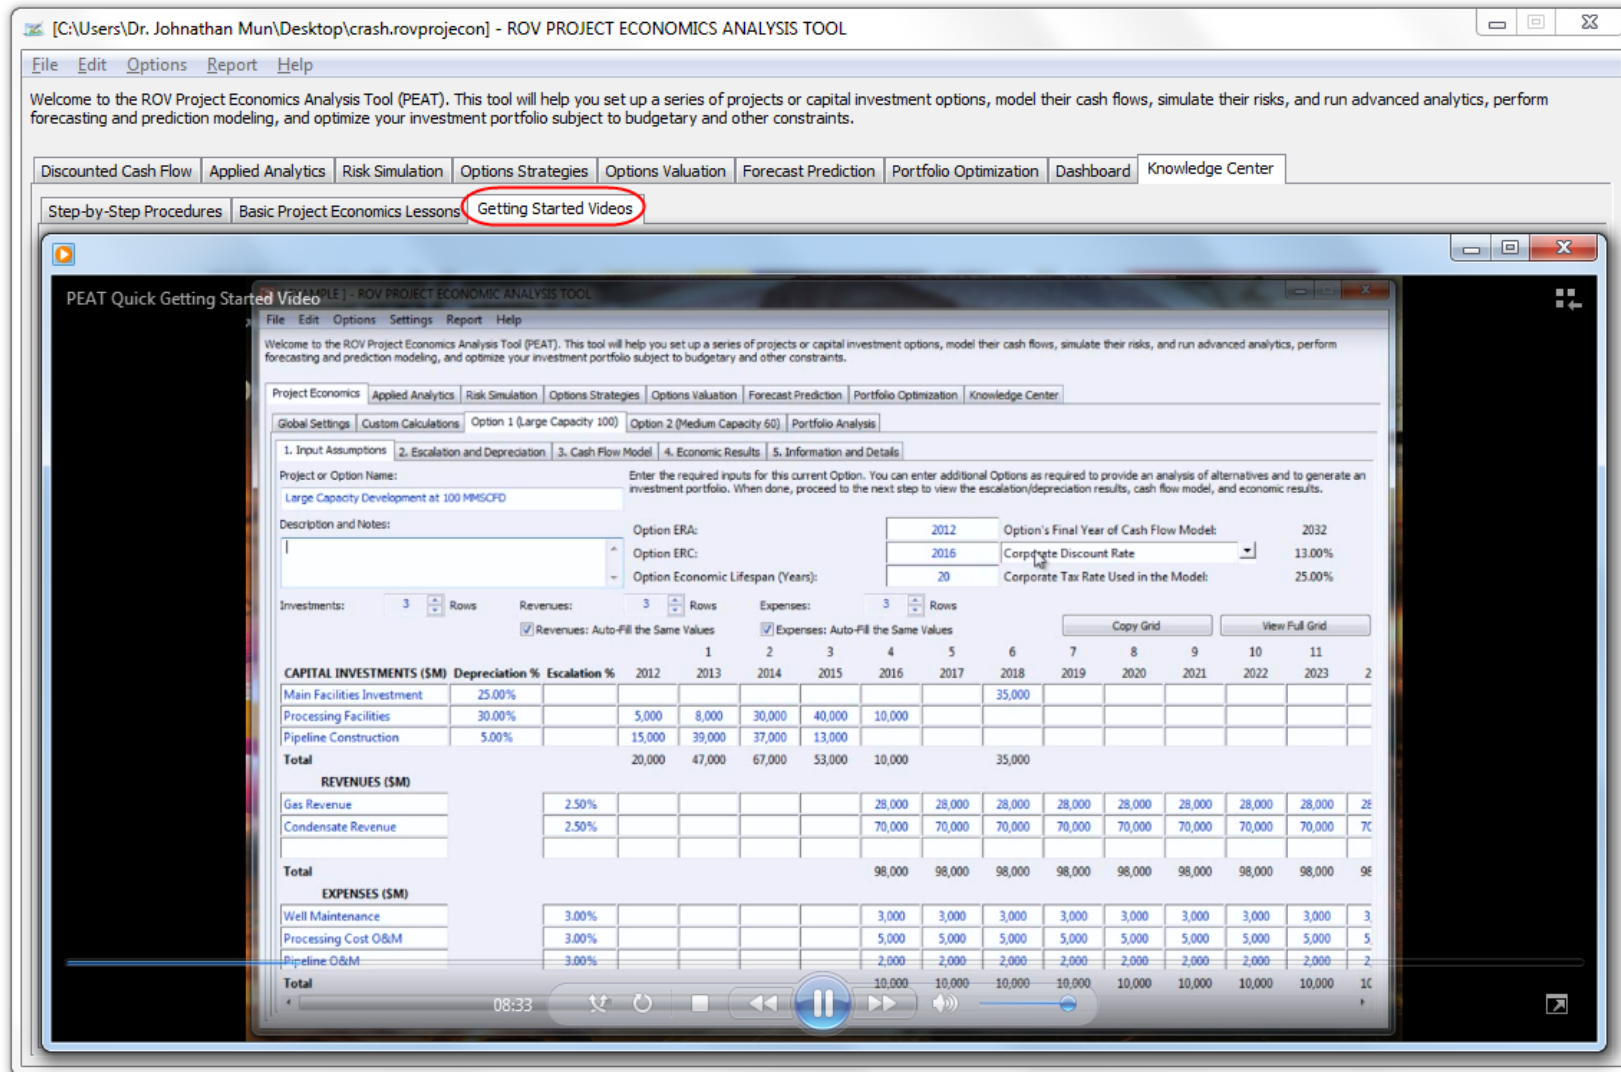 [C:\Users\Dr. Johnathan Mun\Desktop\crash.rovprojecon] - ROV PROJECT ECONOMICS ANALYSIS TOOL
File Edit Options Report Help
Welcome to the ROV Project Economics Analysis Tool (PEAT). This tool will help you set up a series of projects or capital investment options, model their cash flows, simulate their risks, and run advanced analytics, perform
forecasting and prediction modeling, and optimize your investment portfolio subject to budgetary and other constraints.
Discounted Cash Flow Applied Analytics Risk Simulation Options Strategies Options Valuation Forecast Prediction Portfolio Optimization Dashboard Knowledge Center
Step-by-Step Procedures Basic Project Economics Lessons Getting Started Videos
PEAT Quick Getting Started Video
EXAMPLE ] - ROV PROJECT ECONOMIC ANALYSIS TOOL
File Edit Options Settings Report Help
Welcome to the ROV Project Economics Analysis Tool (PEAT). This tool will help you set up a series of projects or capital investment options, model their cash flows, simulate their risks, and run advanced analytics, perform
forecasting and prediction modeling, and optimize your investment portfolio subject to budgetary and other constraints.
Project Economics Applied Analytics Risk Simulation Options Strategies Options Valuation Forecast Prediction Portfolio Optimization Knowledge Center
Global Settings Custom Calculations Option 1 (Large Capacity 100) Option 2 (Medium Capacity 60) Portfolio Analysis
1. Input Assumptions 2. Escalation and Depreciation 3. Cash Flow Model 4. Economic Results 5. Information and Details
Project or Option Name: Enter the required inputs for this current Option. You can enter additional Options as required to provide an analysis of alternatives and to generate an
Large Capacity Development at 100 MMSCFD investment portfolio. When done, proceed to the next step to view the escalation/depreciation results, cash flow model, and economic results.
Description and Notes: Option ERA: 2012 Option's Final Year of Cash Flow Model: 2032
Option ERC: 2016 Corporate Discount Rate 13.00%
Option Economic Lifespan (Years): 20 Corporate Tax Rate Used in the Model: 25.00%
Investments: 3 Rows Revenues: 3 Rows Expenses: 3 Rows
Revenues: Auto-Fill the Same Values Expenses: Auto-Fill the Same Values Copy Grid View Full Grid
1 2 3 4 5 6 7 8 9 10 11
CAPITAL INVESTMENTS ($M) Depreciation % Escalation % 2012 2013 2014 2015 2016 2017 2018 2019 2020 2021 2022 2023 2
Main Facilities Investment 25.00% 35,000
Processing Facilities 30.00% 5,000 8,000 30,000 40,000 10,000
Pipeline Construction 5.00% 15,000 39,000 37,000 13,000
Total 20,000 47,000 67,000 53,000 10,000 35,000
REVENUES ($M)
Gas Revenue 2.50% 28,000 28,000 28,000 28,000 28,000 28,000 28,000 28,000 28
Condensate Revenue 2.50% 70,000 70,000 70,000 70,000 70,000 70,000 70,000 70,000 70
Total 98,000 98,000 98,000 98,000 98,000 98,000 98,000 98,000 98
EXPENSES ($M)
Well Maintenance 3.00% 3,000 3,000 3,000 3,000 3,000 3,000 3,000 3,000 3,
Processing Cost O&M 3.00% 5,000 5,000 5,000 5,000 5,000 5,000 5,000 5,000 5,
Pipeline O&M 3.00% 2,000 2,000 2,000 2,000 2,000 2,000 2,000 2,000 2,
Total 10,000 10,000 10,000 10,000 10,000 10,000 10,000 10,000 10
08:33